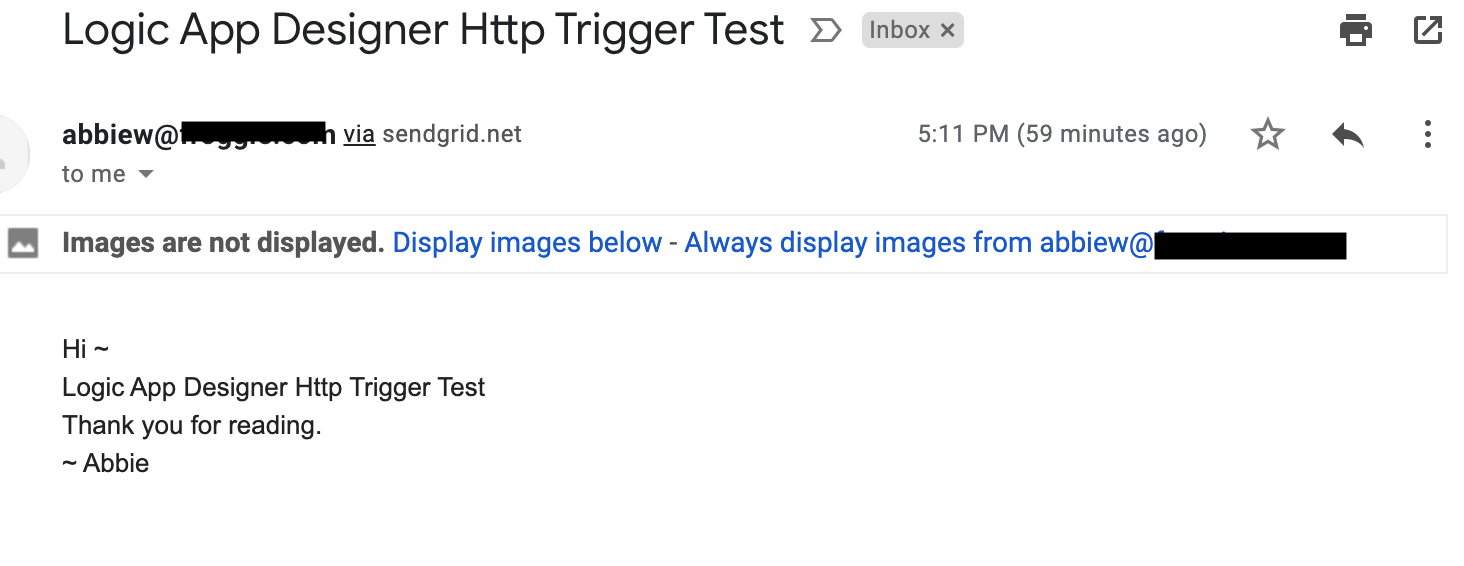 Logic App Designer Http Trigger Test
Inbox ×
abbiew@ via sendgrid.net
5:11 PM (59 minutes ago)
to me
Images are not displayed. Display images below - Always display images from abbiew@
Hi ~
Logic App Designer Http Trigger Test
Thank you for reading.
~ Abbie